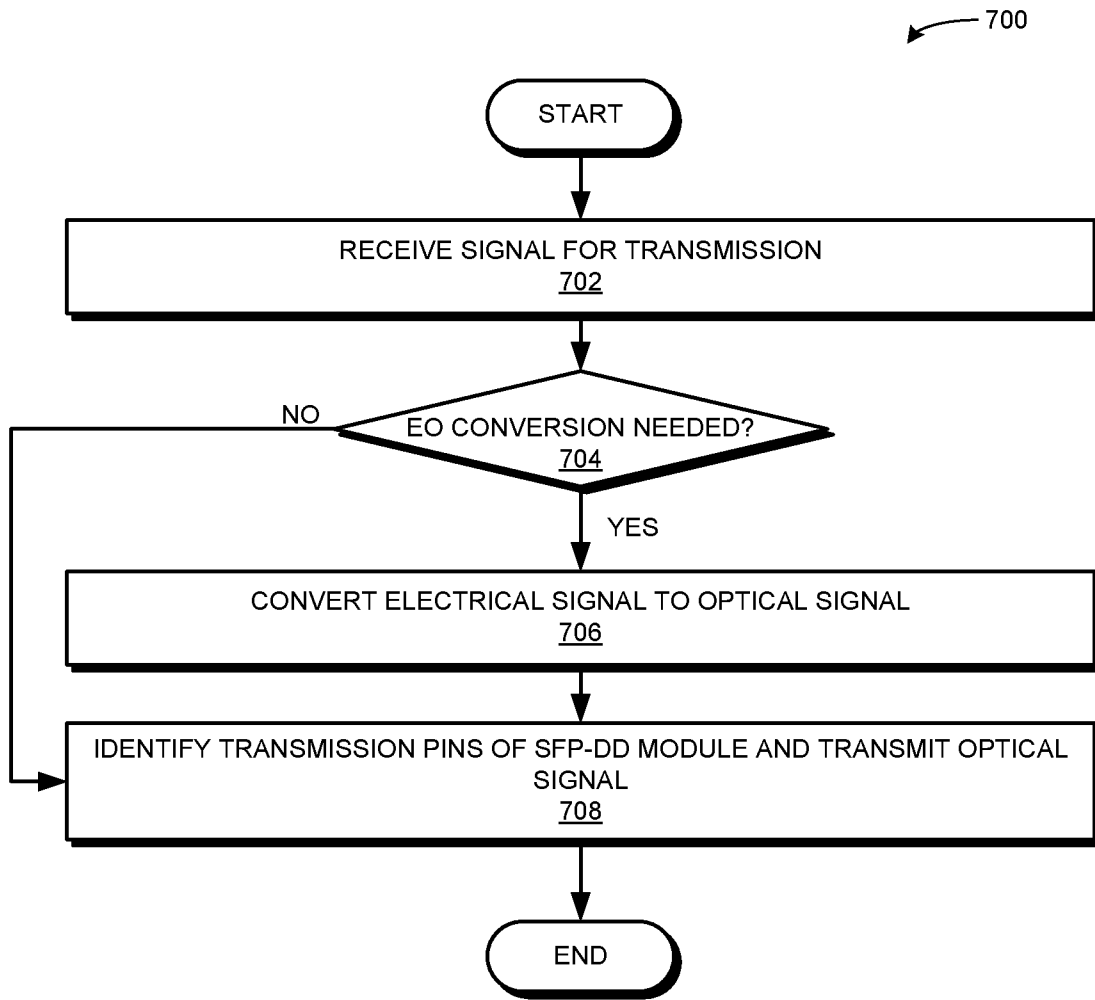 700
START
RECEIVE SIGNAL FOR TRANSMISSION
702
EO CONVERSION NEEDED?
704
NO
YES
CONVERT ELECTRICAL SIGNAL TO OPTICAL SIGNAL
706
IDENTIFY TRANSMISSION PINS OF SFP-DD MODULE AND TRANSMIT OPTICAL
SIGNAL
708
END